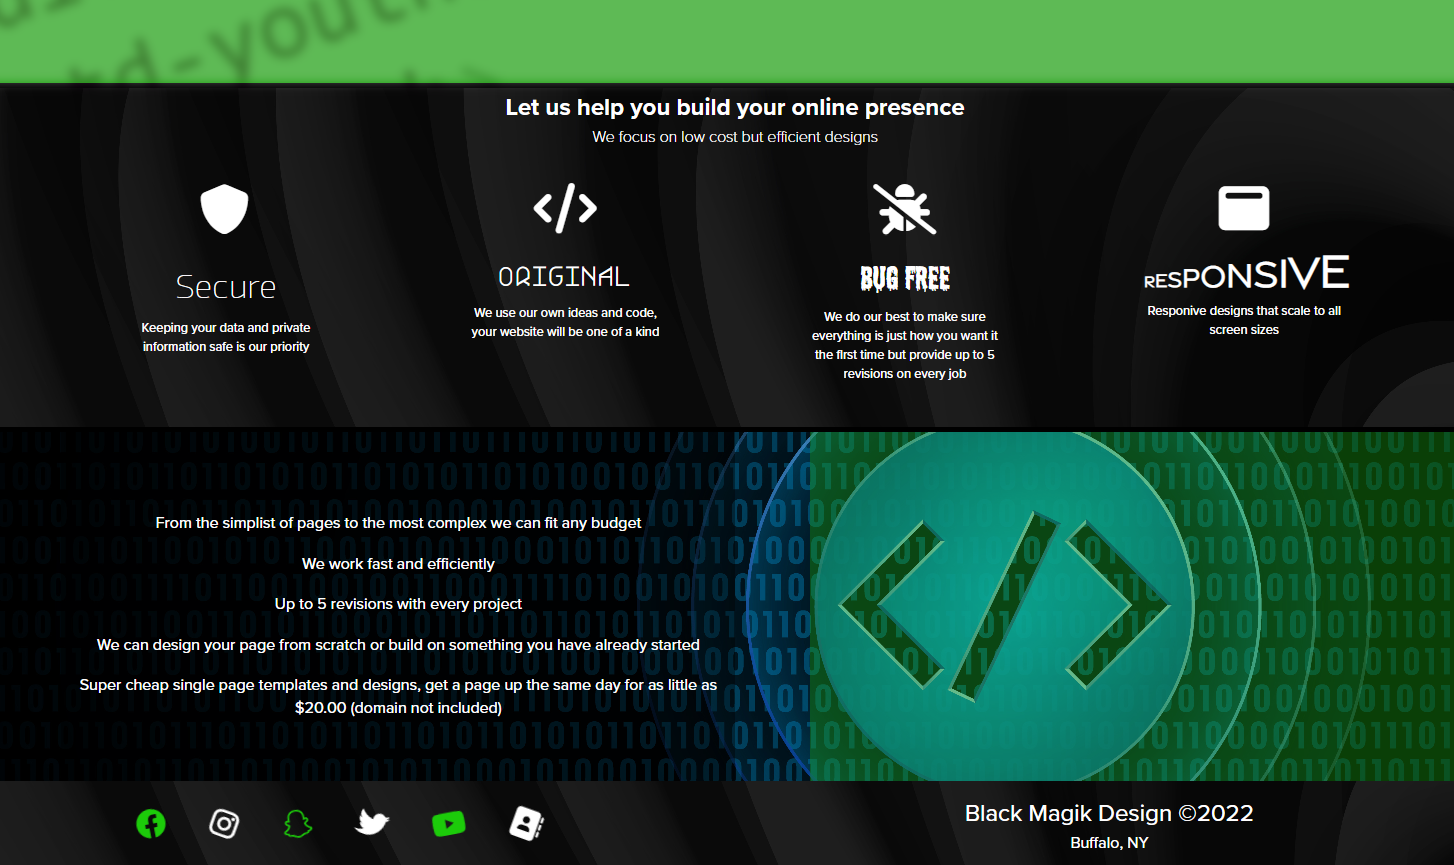 td-yout
Let us help you build your online presence
We focus on low cost but efficient designs
Secure
Keeping your data and private
information safe is our priority
ORIGINAL
We use our own ideas and code,
your website will be one of a kind
BUG FREE
We do our best to make sure
everything is just how you want it
the first time but provide up to 5
revisions on every job
RESPONSIVE
Responive designs that scale to all
screen sizes
From the simplist of pages to the most complex we can fit any budget
We work fast and efficiently
Up to 5 revisions with every project
We can design your page from scratch or build on something you have already started
Super cheap single page templates and designs, get a page up the same day for as little as
$20.00 (domain not included)
Black Magik Design ©2022
Buffalo, NY